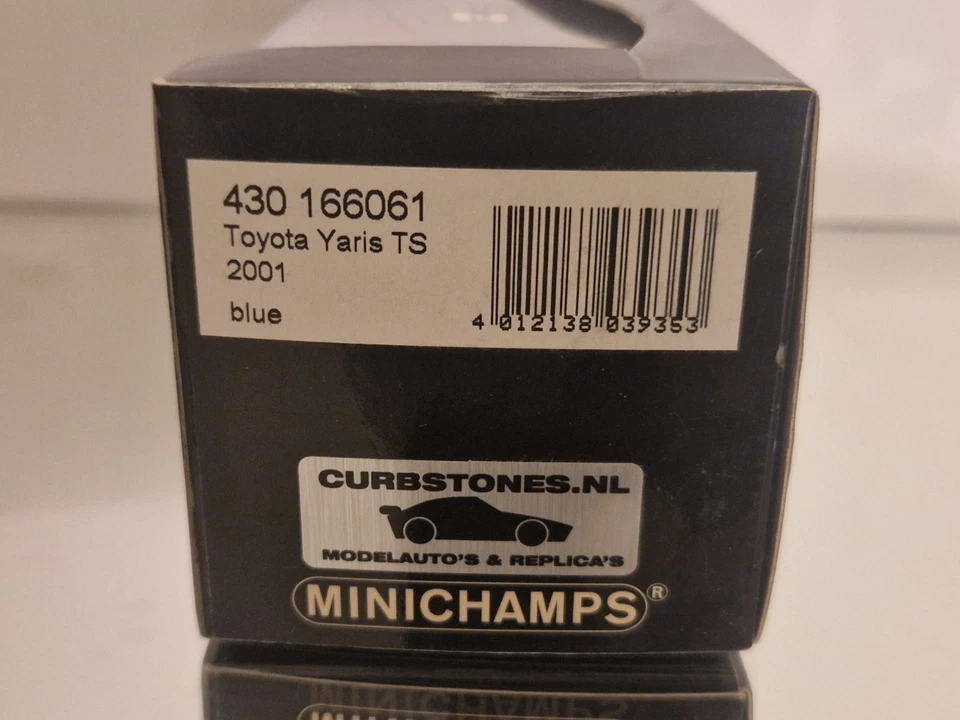 430 166061
Toyota Yaris TS
2001
blue
4 012138 039353
CURBSTONES.NL
MODELAUTO'S & REPLICA'S
MINICHAMPS®